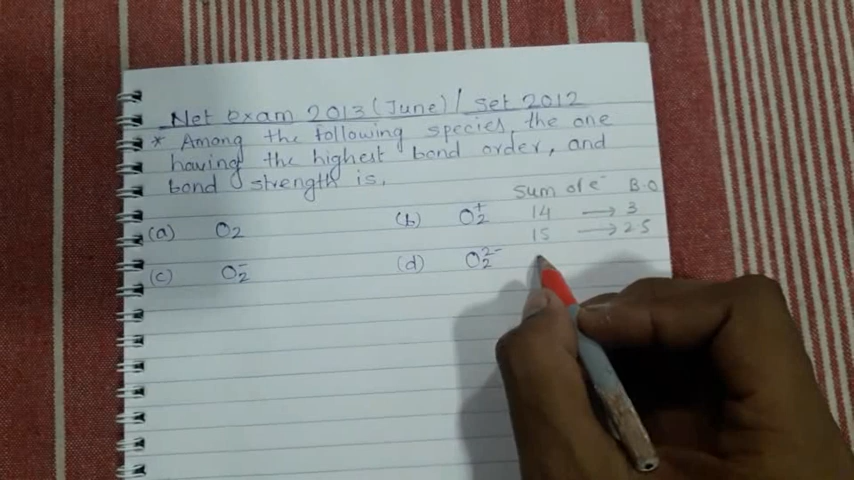 Net exam 2013 (June) / Set 2012
* Among the following species, the one
having the highest bond order, and
bond strength is.
Sum of e⁻ B.O
14 → 3
15 → 2.5
(a) O₂ (b) O₂⁺
(c) O₂⁻ (d) O₂²⁻